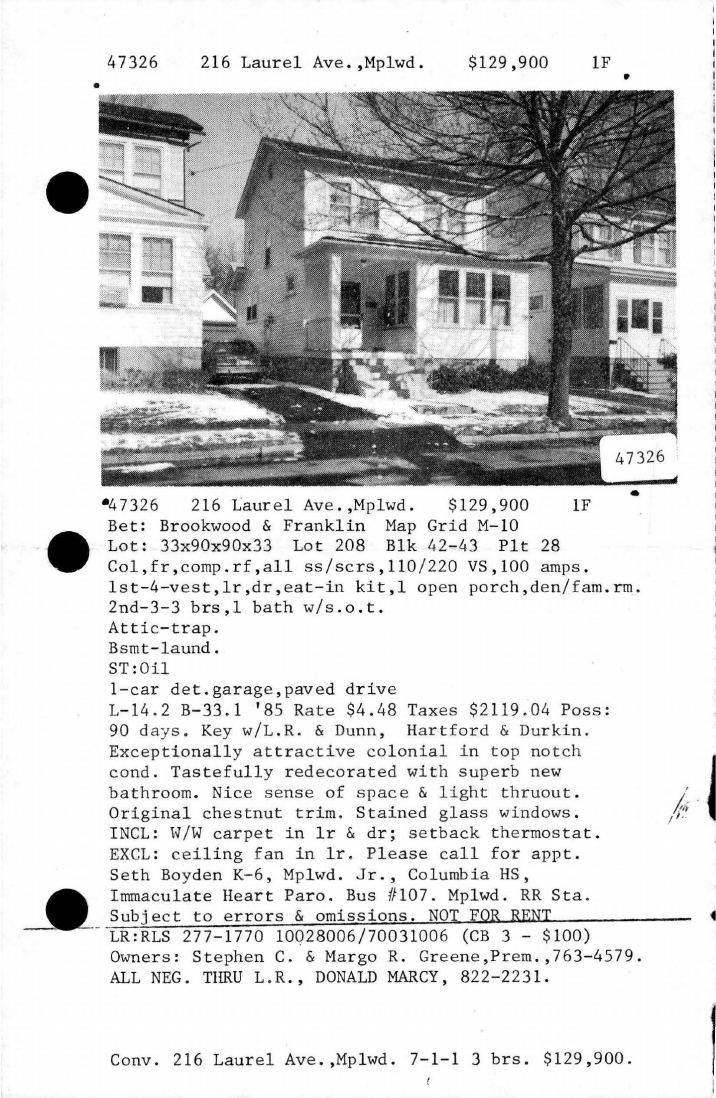 47326 216 Laurel Ave.,Mplwd. $129,900 1F
47326
47326 216 Laurel Ave.,Mplwd. $129,900 1F
Bet: Brookwood & Franklin Map Grid M-10
Lot: 33x90x90x33 Lot 208 Blk 42-43 Plt 28
Col,fr,comp.rf,all ss/scrs,110/220 VS,100 amps.
1st-4-vest,lr,dr,eat-in kit,1 open porch,den/fam.rm.
2nd-3-3 brs,1 bath w/s.o.t.
Attic-trap.
Bsmt-laund.
ST:Oil
1-car det.garage,paved drive
L-14.2 B-33.1 '85 Rate $4.48 Taxes $2119.04 Poss:
90 days. Key w/L.R. & Dunn, Hartford & Durkin.
Exceptionally attractive colonial in top notch
cond. Tastefully redecorated with superb new
bathroom. Nice sense of space & light thruout.
Original chestnut trim. Stained glass windows.
INCL: W/W carpet in lr & dr; setback thermostat.
EXCL: ceiling fan in lr. Please call for appt.
Seth Boyden K-6, Mplwd. Jr., Columbia HS,
Immaculate Heart Paro. Bus #107. Mplwd. RR Sta.
Subject to errors & omissions. NOT FOR RENT
LR:RLS 277-1770 10028006/70031006 (CB 3 - $100)
Owners: Stephen C. & Margo R. Greene,Prem.,763-4579.
ALL NEG. THRU L.R., DONALD MARCY, 822-2231.
Conv. 216 Laurel Ave.,Mplwd. 7-1-1 3 brs. $129,900.